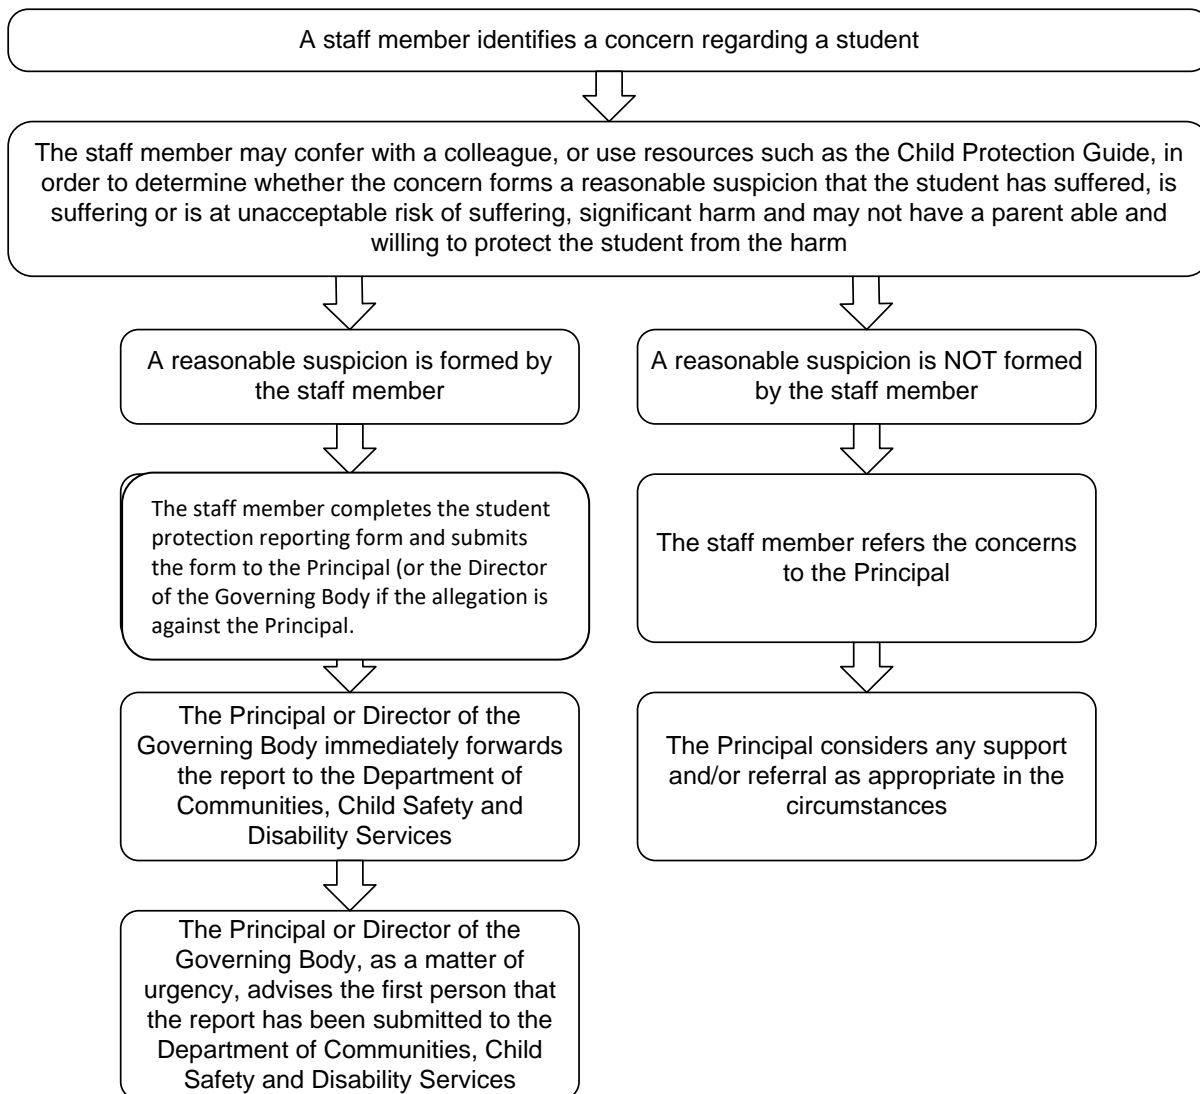 A staff member identifies a concern regarding a student
The staff member may confer with a colleague, or use resources such as the Child Protection Guide, in
order to determine whether the concern forms a reasonable suspicion that the student has suffered, is
suffering or is at unacceptable risk of suffering, significant harm and may not have a parent able and
willing to protect the student from the harm
A reasonable suspicion is formed by
the staff member
A reasonable suspicion is NOT formed
by the staff member
The staff member completes the student
protection reporting form and submits
the form to the Principal (or the Director
of the Governing Body if the allegation is
against the Principal.
The staff member refers the concerns
to the Principal
The Principal or Director of the
Governing Body immediately forwards
the report to the Department of
Communities, Child Safety and
Disability Services
The Principal considers any support
and/or referral as appropriate in the
circumstances
The Principal or Director of the
Governing Body, as a matter of
urgency, advises the first person that
the report has been submitted to the
Department of Communities, Child
Safety and Disability Services